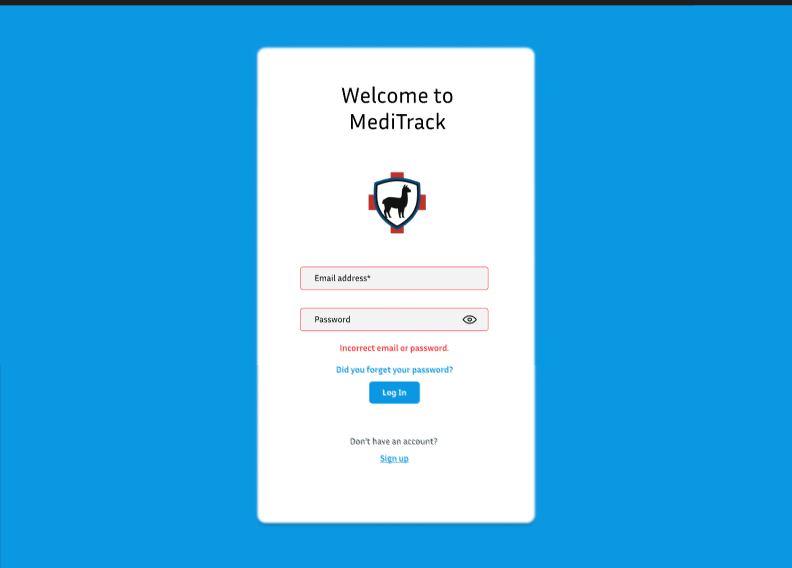 Welcome to
MediTrack
Email address*
Password
Incorrect email or password.
Did you forget your password?
Log In
Don't have an account?
Sign up